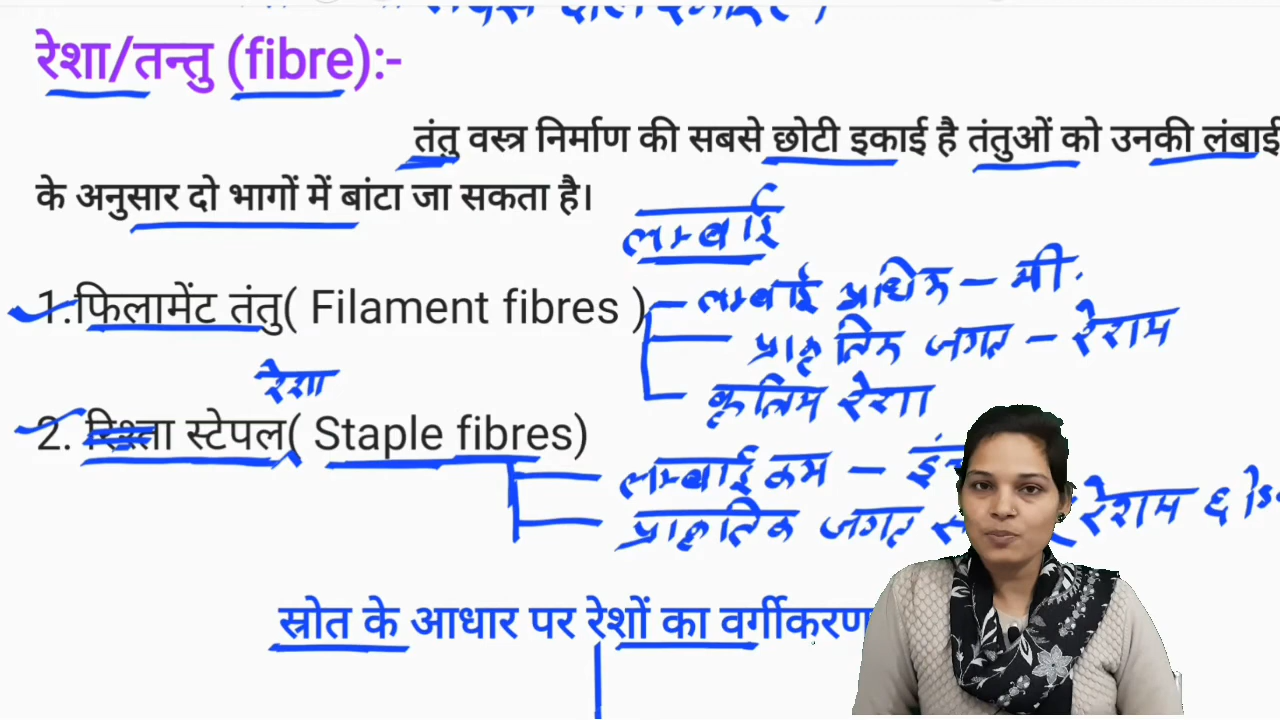 रेशा/तन्तु (fibre):-
तंतु वस्त्र निर्माण की सबसे छोटी इकाई है तंतुओं को उनकी लंबाई
के अनुसार दो भागों में बांटा जा सकता है।
लम्बाई
1.फिलामेंट तंतु( Filament fibres )
लम्बाई अधिक - मी.
प्राकृतिक जगत - रेशम
कृत्रिम रेशा
रेशा
2. रिश्ता स्टेपल( Staple fibres)
लम्बाई कम -
प्राकृतिक जगत रेशम
स्रोत के आधार पर रेशों का वर्गीकरण